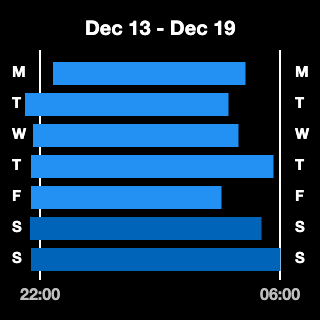 Dec 13 - Dec 19
M M
T T
W W
T T
F F
S S
S S
22:00 06:00